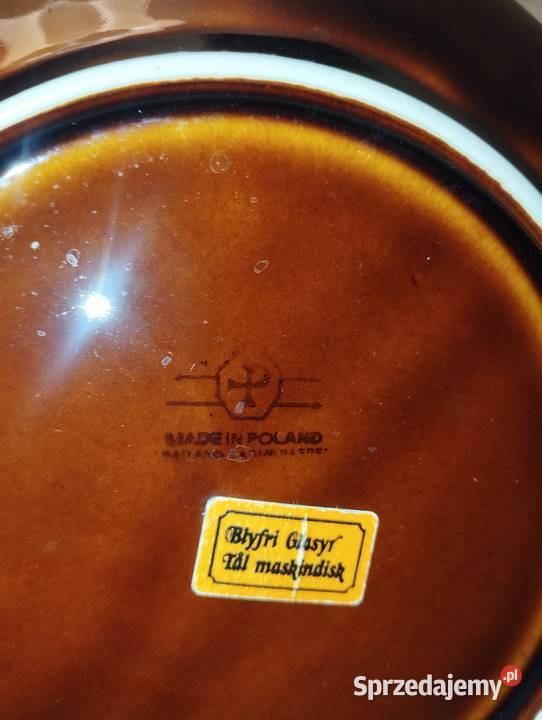 MADE IN POLAND
Blyfri Glasyr
Tål maskindisk
Sprzedajemy.pl